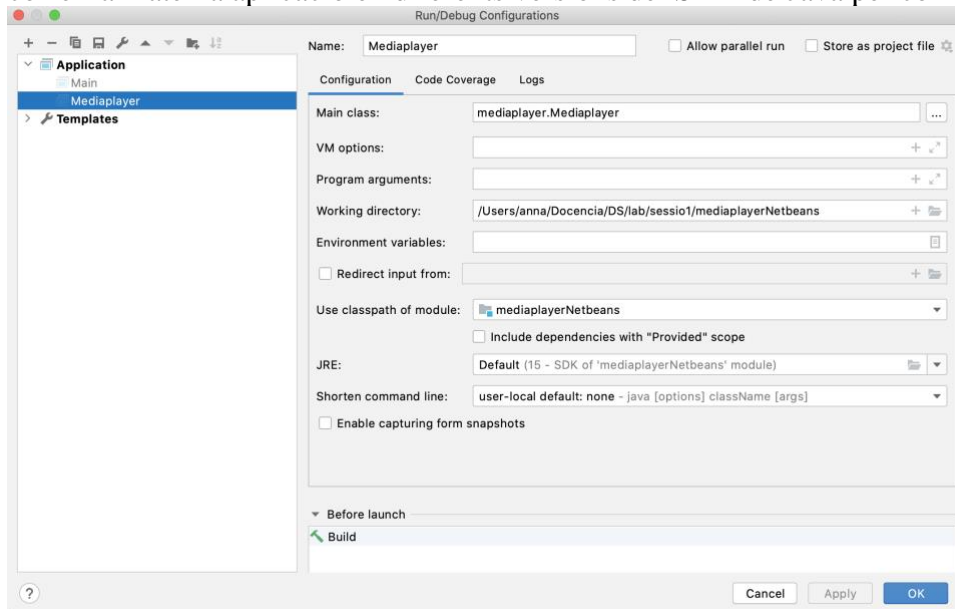 Run/Debug Configurations
Name: Mediaplayer
Allow parallel run
Store as project file
Application
Main
Mediaplayer
Templates
Configuration Code Coverage Logs
Main class: mediaplayer.Mediaplayer
...
VM options:
Program arguments:
Working directory: /Users/anna/Docencia/DS/lab/sessio1/mediaplayerNetbeans
Environment variables:
Redirect input from:
Use classpath of module: mediaplayerNetbeans
Include dependencies with "Provided" scope
JRE: Default (15 - SDK of 'mediaplayerNetbeans' module)
Shorten command line: user-local default: none - java [options] className [args]
Enable capturing form snapshots
Before launch
Build
?
Cancel Apply OK